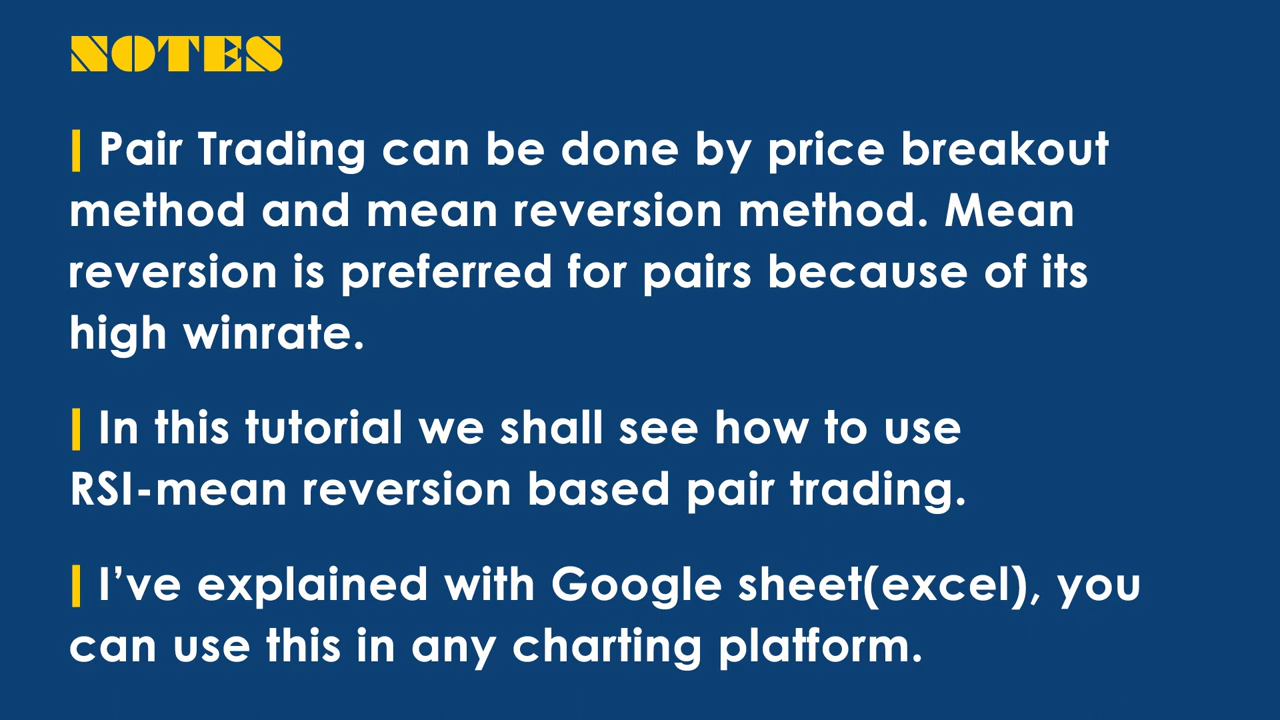 NOTES
| Pair Trading can be done by price breakout
method and mean reversion method. Mean
reversion is preferred for pairs because of its
high winrate.
| In this tutorial we shall see how to use
RSI-mean reversion based pair trading.
| I’ve explained with Google sheet(excel), you
can use this in any charting platform.